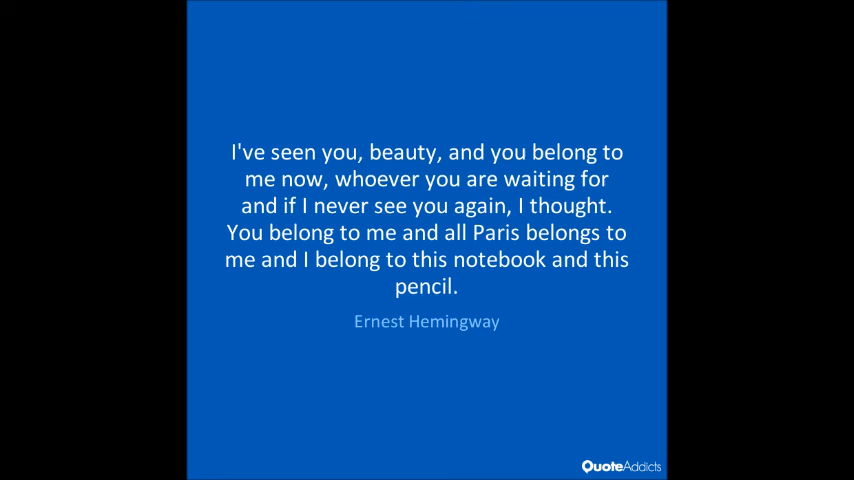 I've seen you, beauty, and you belong to
me now, whoever you are waiting for
and if I never see you again, I thought.
You belong to me and all Paris belongs to
me and I belong to this notebook and this
pencil.
Ernest Hemingway
QuoteAddicts